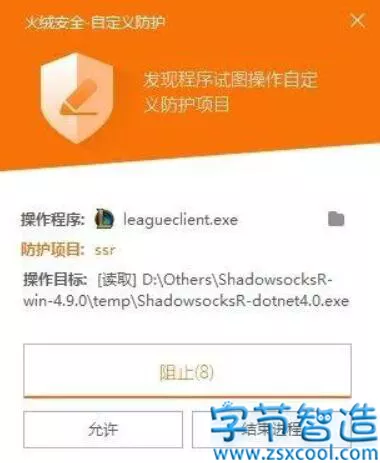 火绒安全-自定义防护
发现程序试图操作自定
义防护项目
操作程序: leagueclient.exe
防护项目: ssr
操作目标: [读取] D:\Others\ShadowsocksR-
win-4.9.0\temp\ShadowsocksR-dotnet4.0.exe
阻止(8)
允许
结束进程
字节智造
www.zsxcool.com